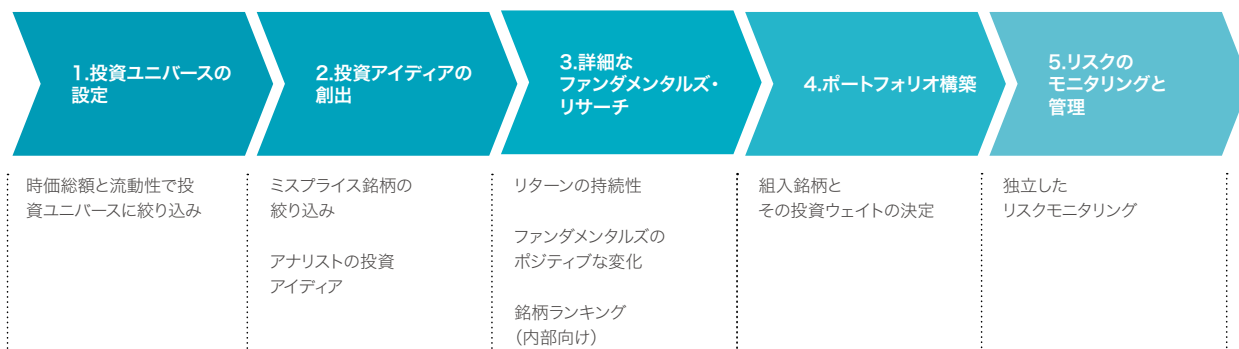 1.投資ユニバースの
設定
2.投資アイディアの
創出
3.詳細な
ファンダメンタルズ・
リサーチ
4.ポートフォリオ構築
5.リスクの
モニタリングと
管理
時価総額と流動性で投
資ユニバースに絞り込み
ミスプライス銘柄の
絞り込み
アナリストの投資
アイディア
リターンの持続性
ファンダメンタルズの
ポジティブな変化
銘柄ランキング
（内部向け）
組入銘柄と
その投資ウェイトの決定
独立した
リスクモニタリング